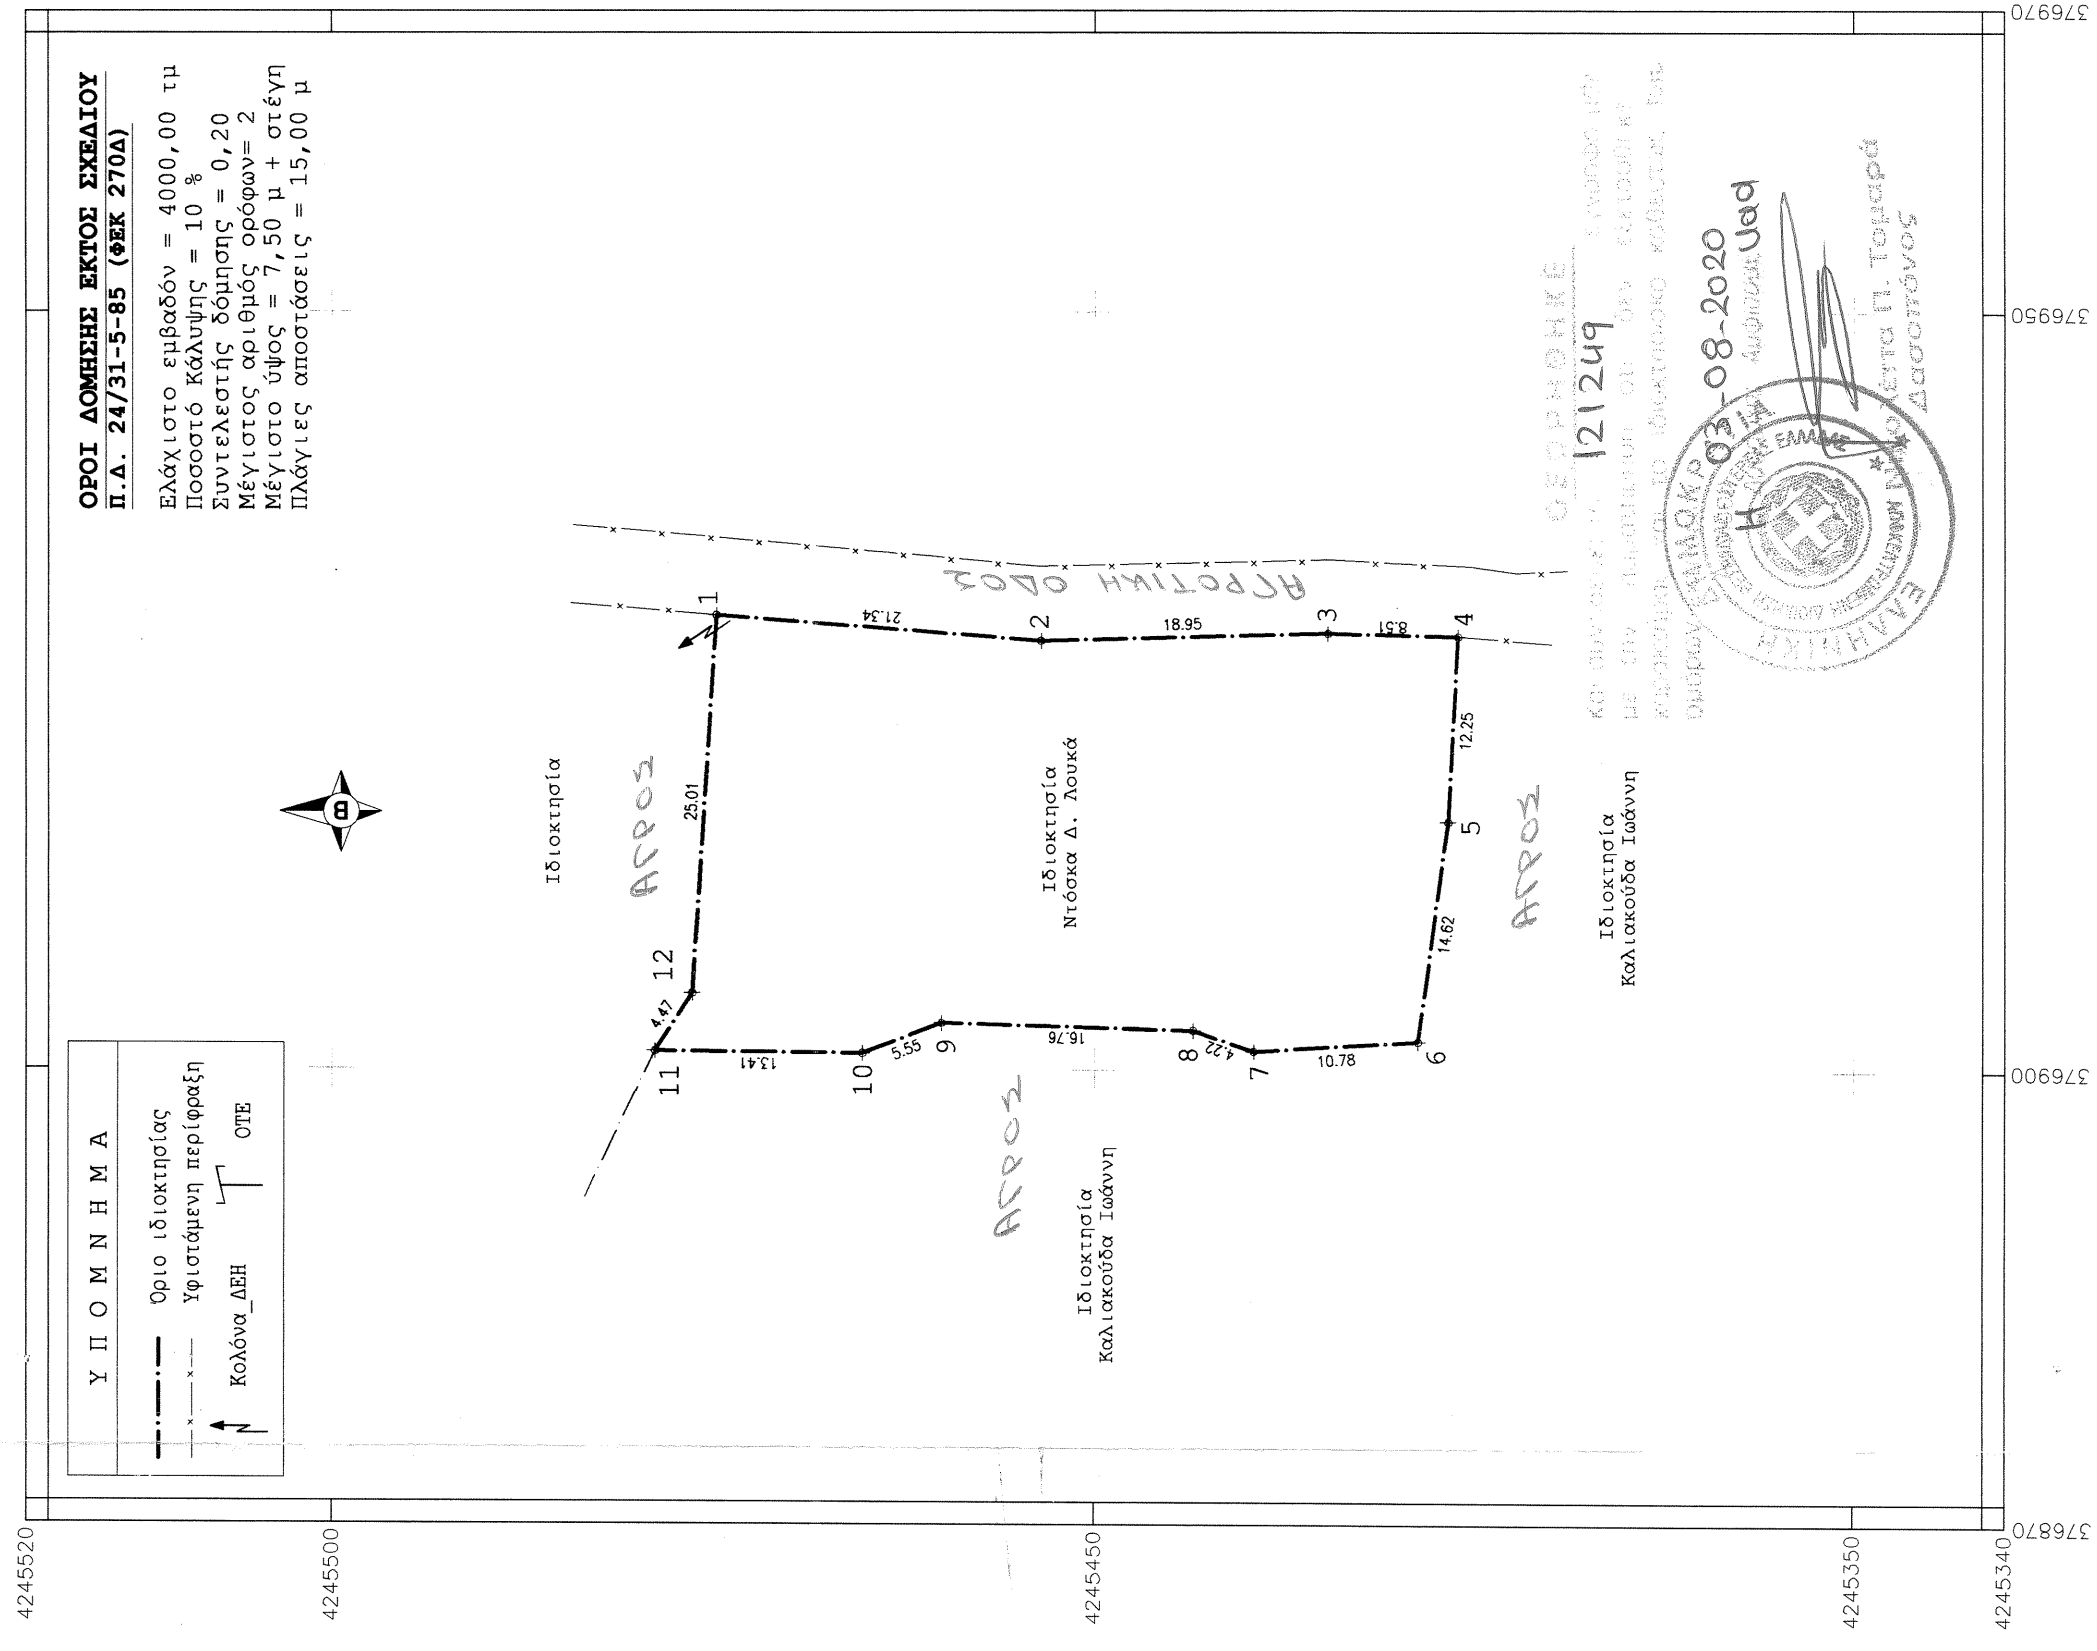 ΟΡΟΙ ΔΟΜΗΣΗΣ ΕΚΤΟΣ ΣΧΕΔΙΟΥ
Π.Δ. 24/31-5-85 (ΦΕΚ 270Δ)
Ελάχιστο εμβαδόν = 4000,00 τμ
Ποσοστό Κάλυψης = 10 %
Συντελεστής δόμησης = 0,20
Μέγιστος αριθμός ορόφων= 2
Μέγιστο ύψος = 7,50 μ + στέγη
Πλάγιες αποστάσεις = 15,00 μ
Υ Π Ο Μ Ν Η Μ Α
Όριο ιδιοκτησίας
Υφιστάμενη περίφραξη
Κολόνα_ΔΕΗ
ΟΤΕ
Β
Ιδιοκτησία
ΑΓΡΟΣ
Ιδιοκτησία
Ντόσκα Δ. Λουκά
ΑΓΡΟΣ
Ιδιοκτησία
Καλιακούδα Ιωάννη
ΑΓΡΟΣ
Ιδιοκτησία
Καλιακούδα Ιωάννη
ΑΓΡΟΤΙΚΗ ΟΔΟΣ
1
2
3
4
5
6
7
8
9
10
11
12
21.34
18.95
8.51
12.25
14.62
10.78
4.22
16.76
5.55
13.41
4.47
25.01
ΘΕΩΡΗΘΗΚΕ
121249
03-08-2020
Η
ΕΛΛΗΝΙΚΗ ΔΗΜΟΚΡΑΤΙΑ
Π. Τομαρά
Δασοπόνος
4245520
4245500
4245450
4245350
4245340
376870
376900
376950
376970